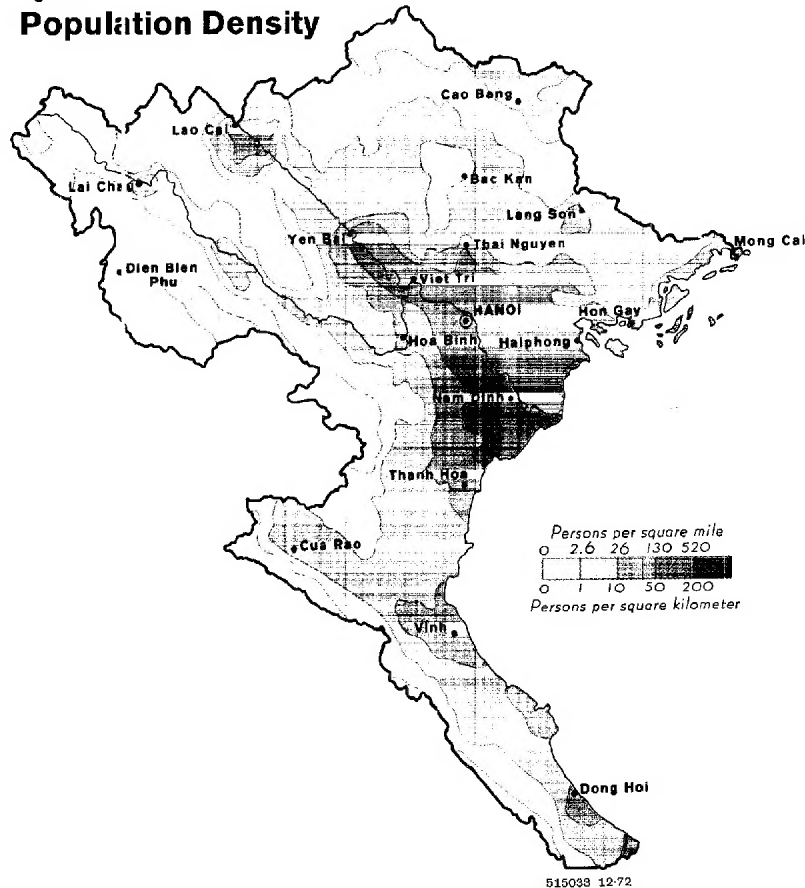 Population Density
Cao Bang
Lao Cai
Bac Kan
Lai Chau
Lang Son
Yen Bai
Thai Nguyen
Mong Cai
Dien Bien
Phu
Viet Tri
HANOI
Hon Gay
Hoa Binh
Haiphong
Nam Dinh
Thanh Hoa
Cua Rao
Persons per square mile
0 2.6 26 130 520
0 1 10 50 200
Persons per square kilometer
Vinh
Dong Hoi
515033 12-72